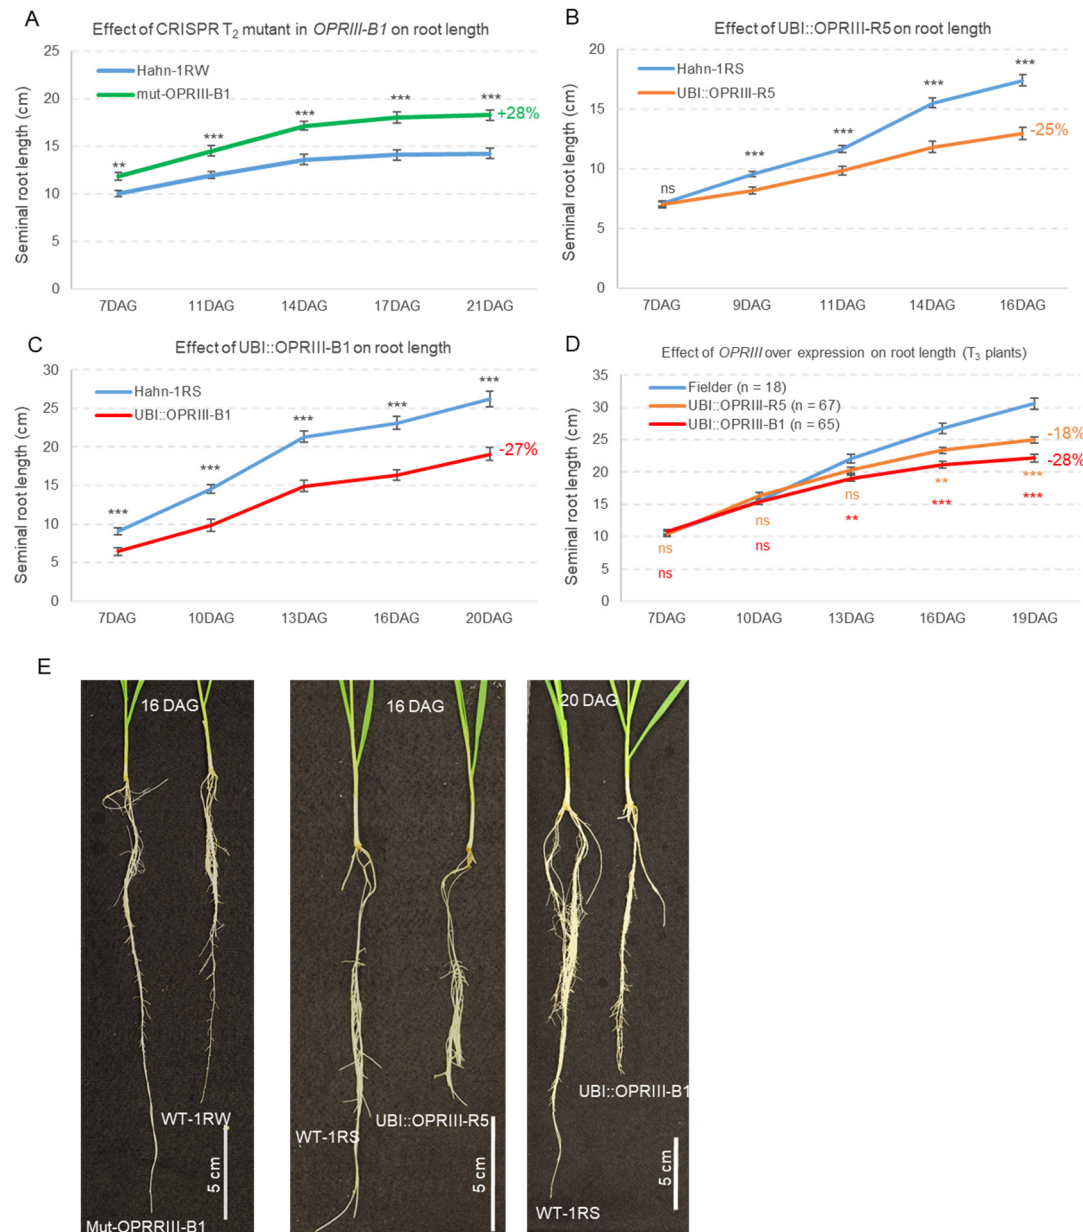 A
Effect of CRISPR T2 mutant in OPRIII-B1 on root length
Seminal root length (cm)
30
25
20
15
10
5
0
Hahn-1RW
mut-OPRIII-B1
**
***
***
***
***
+28%
7DAG
11DAG
14DAG
17DAG
21DAG
B
Effect of UBI::OPRIII-R5 on root length
Seminal root length (cm)
20
15
10
5
0
Hahn-1RS
UBI::OPRIII-R5
ns
***
***
***
***
-25%
7DAG
9DAG
11DAG
14DAG
16DAG
C
Effect of UBI::OPRIII-B1 on root length
Seminal root length (cm)
30
25
20
15
10
5
0
Hahn-1RS
UBI::OPRIII-B1
***
***
***
***
***
-27%
7DAG
10DAG
13DAG
16DAG
20DAG
D
Effect of OPRIII over expression on root length (T3 plants)
Seminal root length (cm)
35
30
25
20
15
10
5
0
Fielder (n = 18)
UBI::OPRIII-R5 (n = 67)
UBI::OPRIII-B1 (n = 65)
-18%
-28%
ns
ns
ns
ns
ns
**
**
***
***
***
7DAG
10DAG
13DAG
16DAG
19DAG
E
16 DAG
WT-1RW
5 cm
Mut-OPRRIII-B1
16 DAG
UBI::OPRIII-R5
WT-1RS
5 cm
20 DAG
UBI::OPRIII-B1
5 cm
WT-1RS